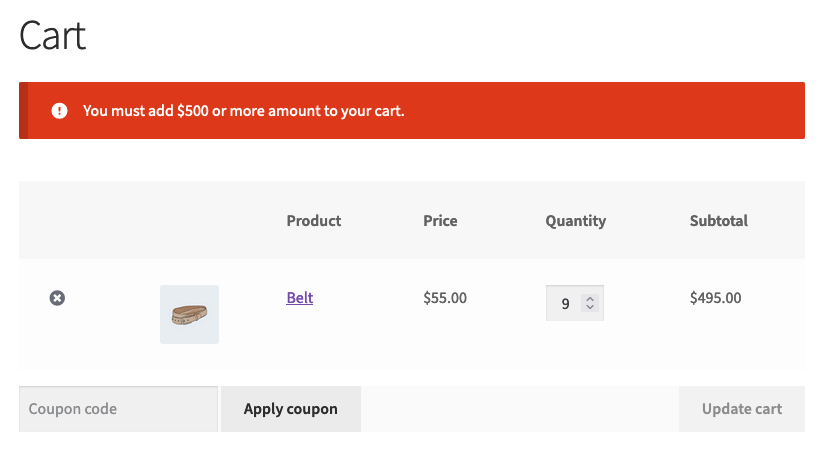 Cart
You must add $500 or more amount to your cart.
Product Price Quantity Subtotal
Belt $55.00 9 $495.00
Coupon code Apply coupon Update cart